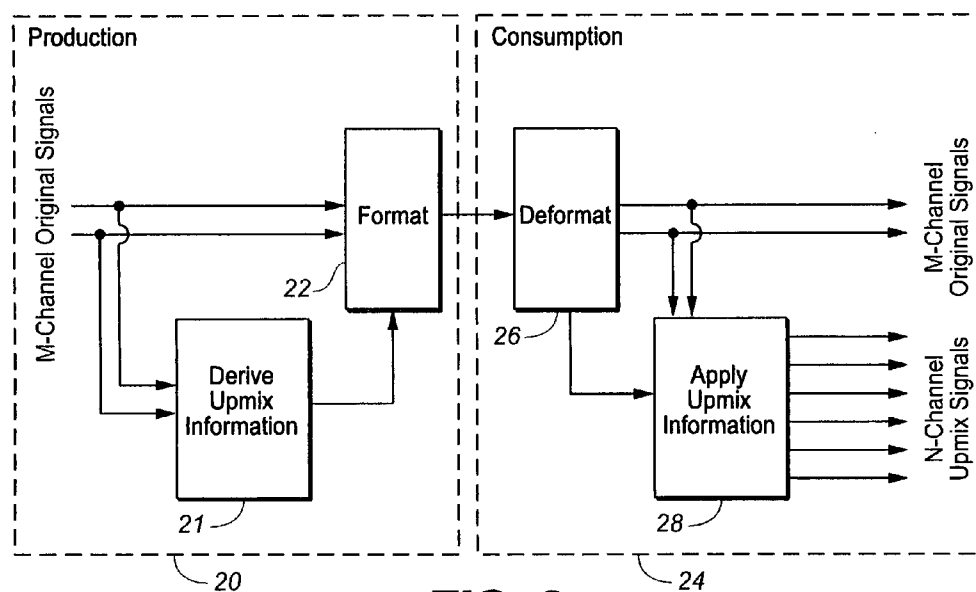 Production
Consumption
M-Channel Original Signals
Format
22
Derive
Upmix
Information
21
20
Deformat
26
Apply
Upmix
Information
28
M-Channel
Original Signals
N-Channel
Upmix Signals
24